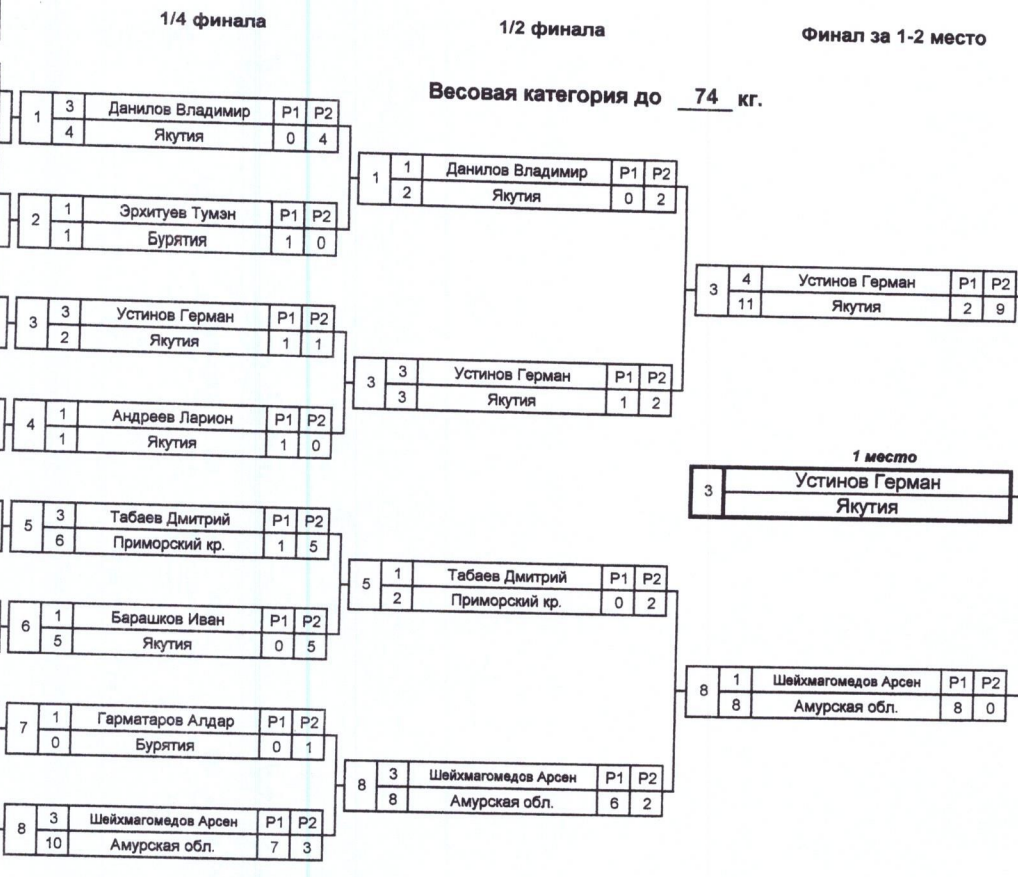 1/4 финала
1/2 финала
Финал за 1-2 место
Весовая категория до 74 кг.
1 3 Данилов Владимир P1 P2
4 Якутия 0 4
2 1 Эрхитуев Тумэн P1 P2
1 Бурятия 1 0
3 3 Устинов Герман P1 P2
2 Якутия 1 1
4 1 Андреев Ларион P1 P2
1 Якутия 1 0
5 3 Табаев Дмитрий P1 P2
6 Приморский кр. 1 5
6 1 Барашков Иван P1 P2
5 Якутия 0 5
7 1 Гарматаров Алдар P1 P2
0 Бурятия 0 1
8 3 Шейхмагомедов Арсен P1 P2
10 Амурская обл. 7 3
1 1 Данилов Владимир P1 P2
2 Якутия 0 2
3 3 Устинов Герман P1 P2
3 Якутия 1 2
5 1 Табаев Дмитрий P1 P2
2 Приморский кр. 0 2
8 3 Шейхмагомедов Арсен P1 P2
8 Амурская обл. 6 2
3 4 Устинов Герман P1 P2
11 Якутия 2 9
1 место
3 Устинов Герман
Якутия
8 1 Шейхмагомедов Арсен P1 P2
8 Амурская обл. 8 0